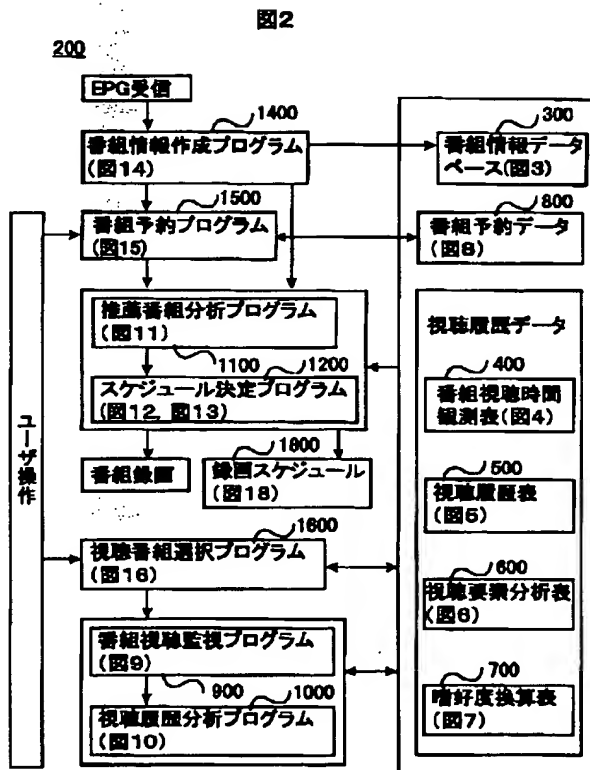 図2
200
EPG受信
1400
番組情報作成プログラム
(図14)
300
番組情報データ
ベース(図3)
1500
番組予約プログラム
(図15)
800
番組予約データ
(図8)
推薦番組分析プログラム
(図11)
1100
1200
スケジュール決定プログラム
(図12, 図13)
番組録画
1800
録画スケジュール
(図18)
視聴履歴データ
400
番組視聴時間
観測表(図4)
500
視聴履歴表
(図5)
600
視聴要素分析表
(図6)
700
嗜好度換算表
(図7)
ユーザ操作
1600
視聴番組選択プログラム
(図16)
番組視聴監視プログラム
(図9)
900
1000
視聴履歴分析プログラム
(図10)